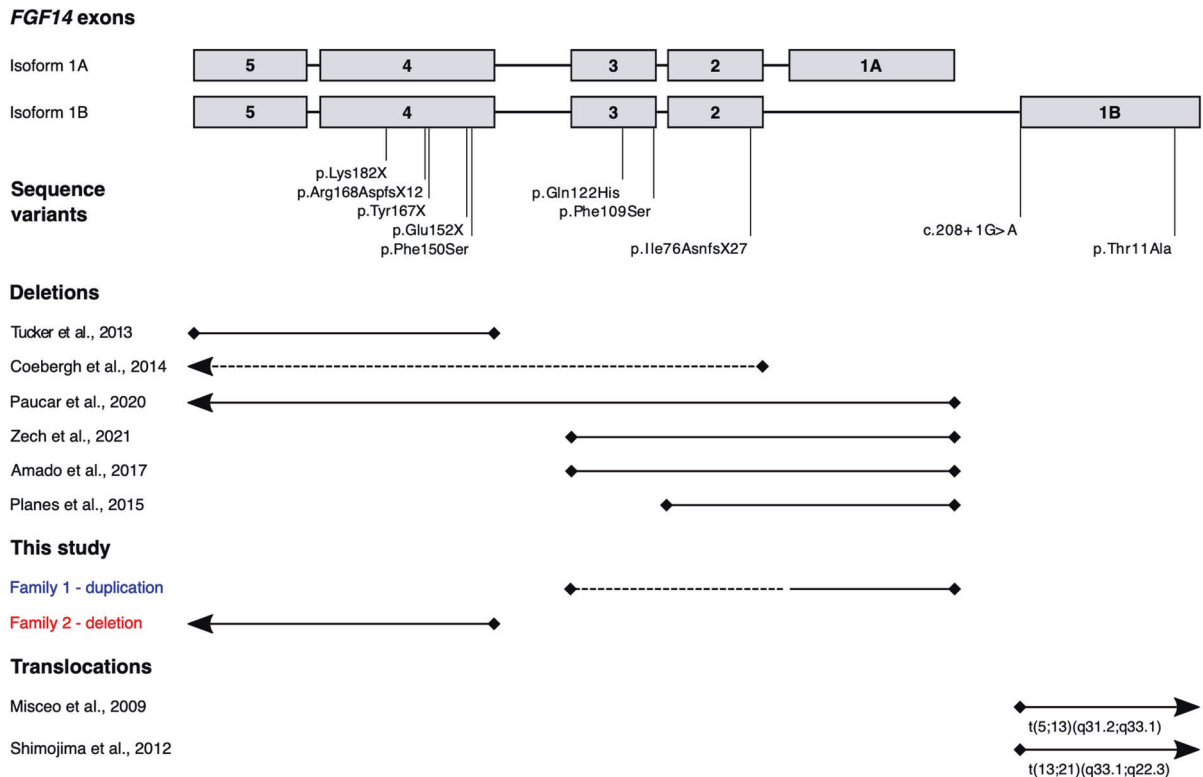 FGF14 exons
Isoform 1A
5 4 3 2 1A
Isoform 1B
5 4 3 2 1B
Sequence variants
p.Lys182X
p.Arg168AspfsX12
p.Tyr167X
p.Glu152X
p.Phe150Ser
p.Gln122His
p.Phe109Ser
p.Ile76AsnfsX27
c.208+1G>A
p.Thr11Ala
Deletions
Tucker et al., 2013
Coebergh et al., 2014
Paucar et al., 2020
Zech et al., 2021
Amado et al., 2017
Planes et al., 2015
This study
Family 1 - duplication
Family 2 - deletion
Translocations
Misceo et al., 2009
t(5;13)(q31.2;q33.1)
Shimojima et al., 2012
t(13;21)(q33.1;q22.3)